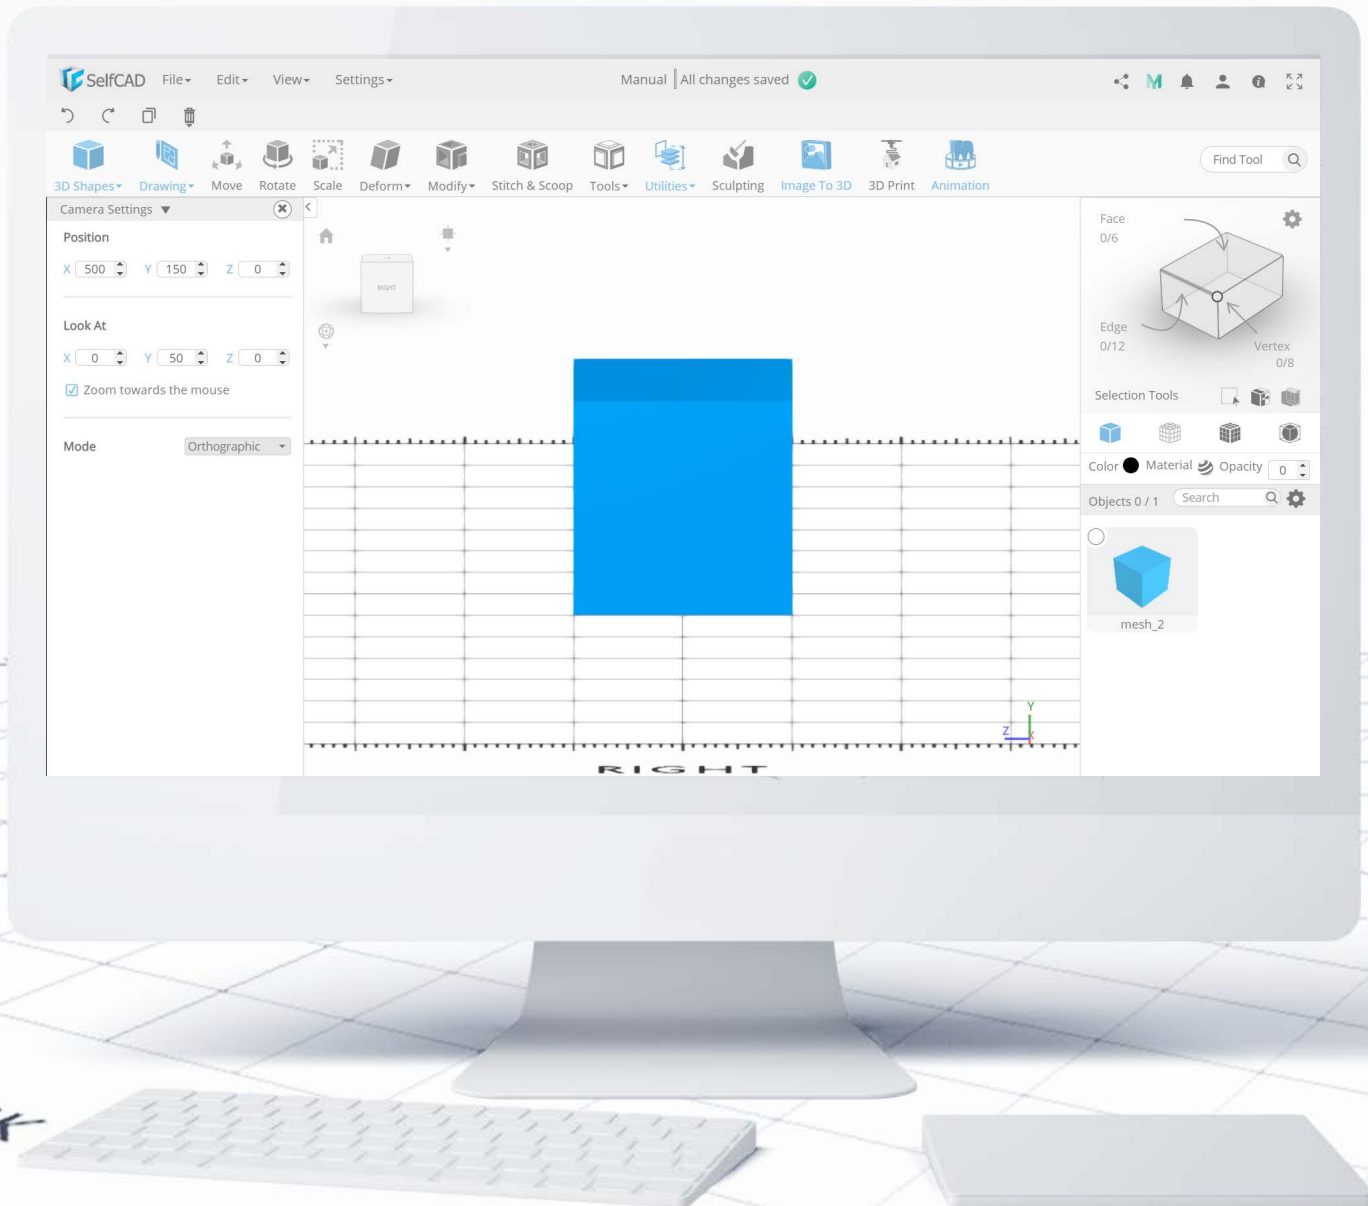 SelfCAD File Edit View Settings Manual All changes saved
3D Shapes Drawing Move Rotate Scale Deform Modify Stitch & Scoop Tools Utilities Sculpting Image To 3D 3D Print Animation Find Tool
Camera Settings
Position
X 500 Y 150 Z 0
Look At
X 0 Y 50 Z 0
Zoom towards the mouse
Mode Orthographic
RIGHT
Z Y X
RIGHT
Face
0/6
Edge
0/12
Vertex
0/8
Selection Tools
Color Material Opacity 0
Objects 0 / 1 Search
mesh_2